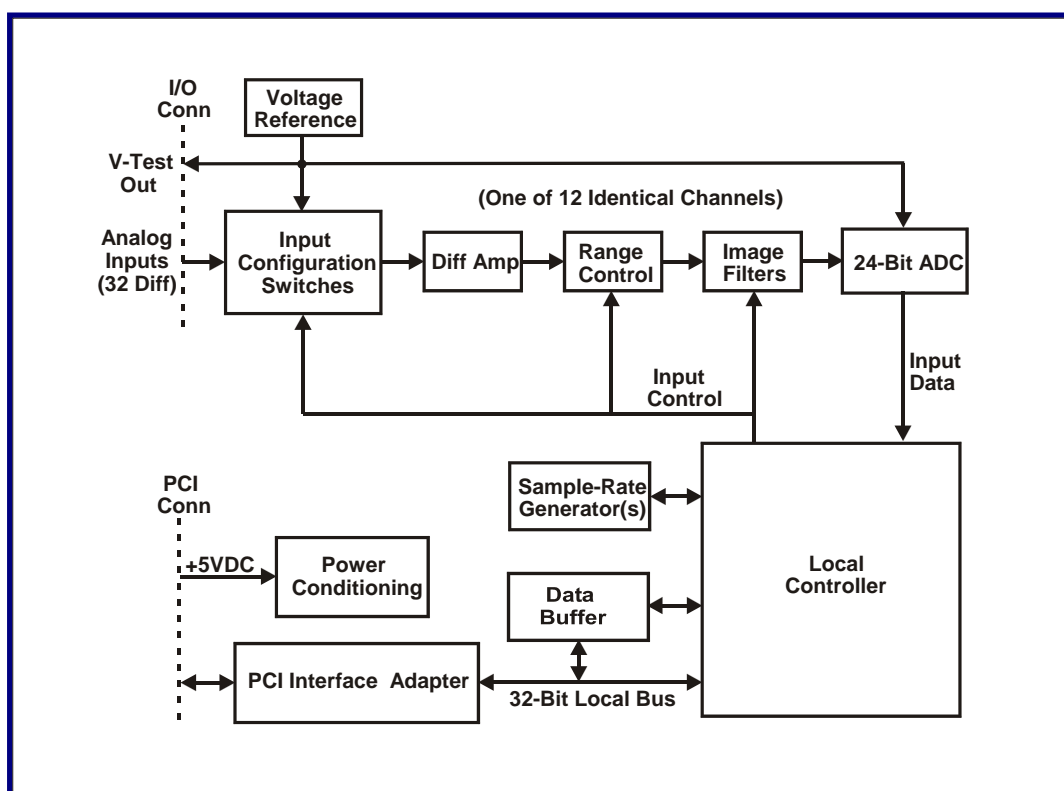 I/O
Conn
Voltage
Reference
V-Test
Out
(One of 12 Identical Channels)
Analog
Inputs
(32 Diff)
Input
Configuration
Switches
Diff Amp
Range
Control
Image
Filters
24-Bit ADC
Input
Control
Input
Data
PCI
Conn
Sample-Rate
Generator(s)
+5VDC
Power
Conditioning
Local
Controller
Data
Buffer
PCI Interface Adapter
32-Bit Local Bus